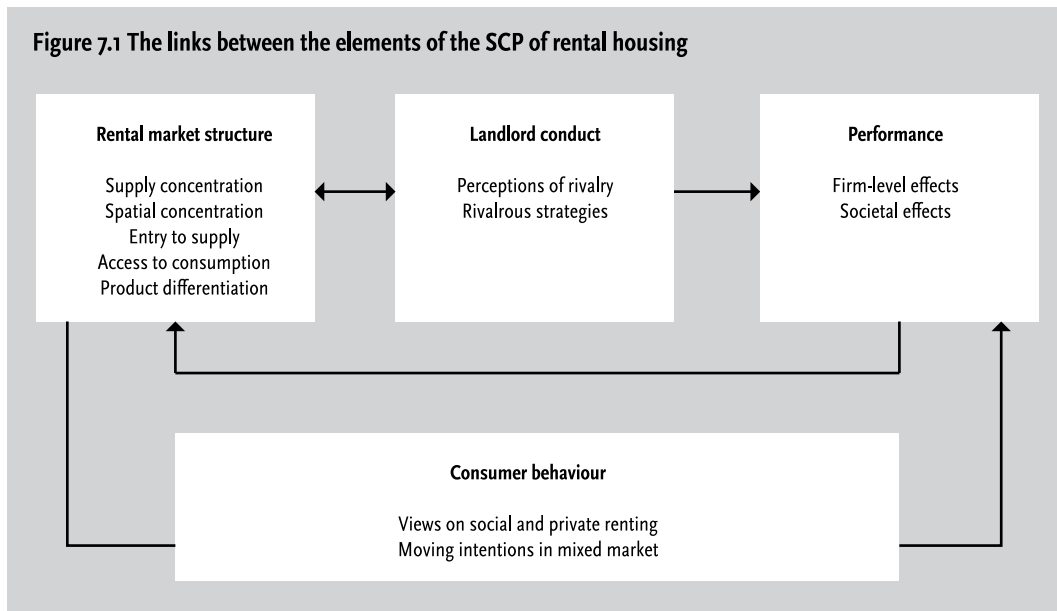 Figure 7.1 The links between the elements of the SCP of rental housing
Rental market structure
Supply concentration
Spatial concentration
Entry to supply
Access to consumption
Product differentiation
Landlord conduct
Perceptions of rivalry
Rivalrous strategies
Performance
Firm-level effects
Societal effects
Consumer behaviour
Views on social and private renting
Moving intentions in mixed market